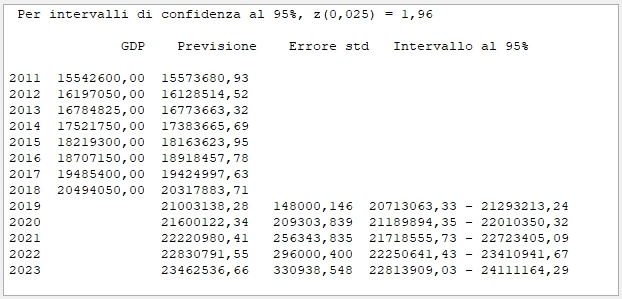 Per intervalli di confidenza al 95%, z(0,025) = 1,96
GDP Previsione Errore std Intervallo al 95%
2011 15542600,00 15573680,93
2012 16197050,00 16128514,52
2013 16784825,00 16773663,32
2014 17521750,00 17383665,69
2015 18219300,00 18163623,95
2016 18707150,00 18918457,78
2017 19485400,00 19424997,63
2018 20494050,00 20317883,71
2019 21003138,28 148000,146 20713063,33 - 21293213,24
2020 21600122,34 209303,839 21189894,35 - 22010350,32
2021 22220980,41 256343,835 21718555,73 - 22723405,09
2022 22830791,55 296000,400 22250641,43 - 23410941,67
2023 23462536,66 330938,548 22813909,03 - 24111164,29